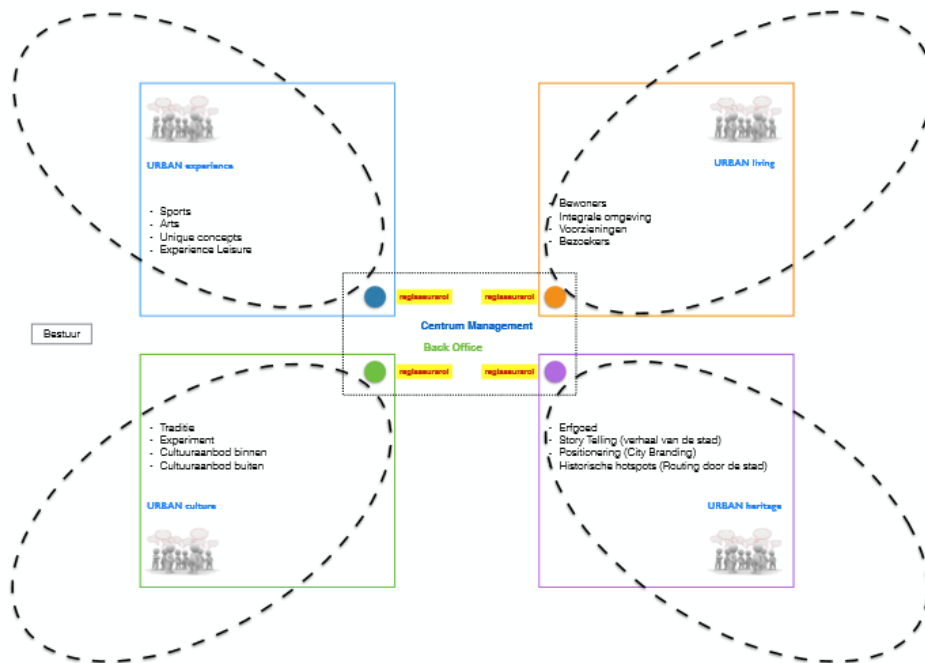 URBAN experience
- Sports
- Arts
- Unique concepts
- Experience Leisure
URBAN living
- Bewoners
- Integrale omgeving
- Voorzieningen
- Bezoekers
regisseursrol
regisseursrol
Centrum Management
Back Office
regisseursrol
regisseursrol
Bestuur
- Traditie
- Experiment
- Cultuuraanbod binnen
- Cultuuraanbod buiten
URBAN culture
- Erfgoed
- Story Telling (verhaal van de stad)
- Positionering (City Branding)
- Historische hotspots (Routing door de stad)
URBAN heritage